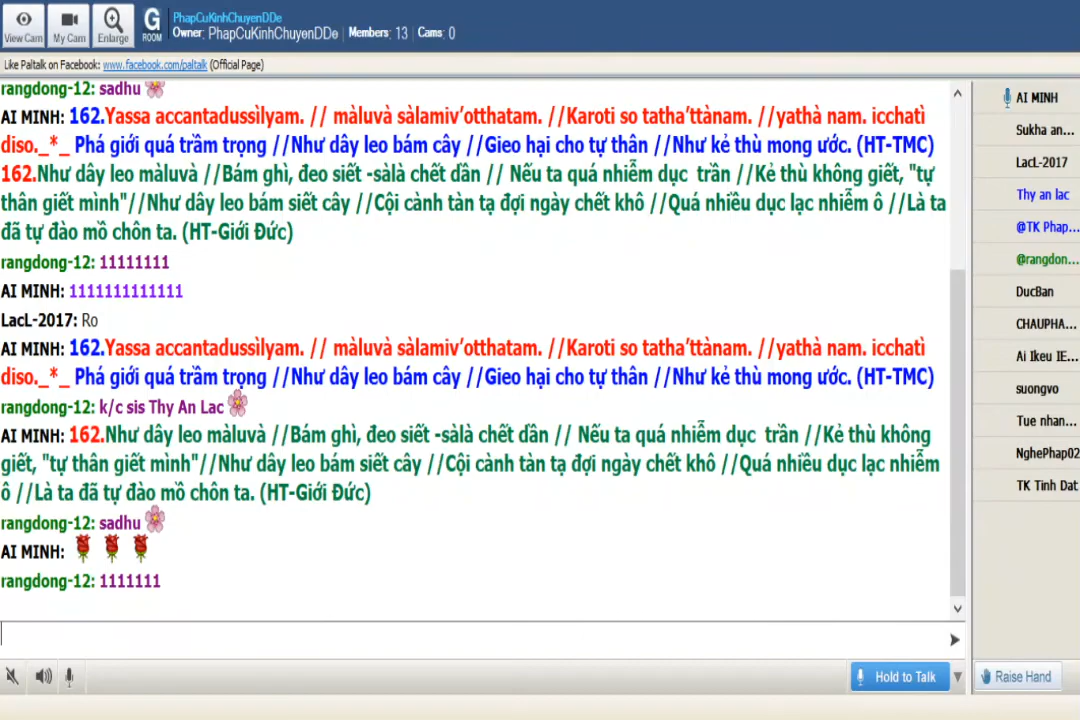 PhapCuKinhChuyenDDe
Owner: PhapCuKinhChuyenDDe | Members: 13 | Cams: 0
View Cam
My Cam
Enlarge
G
ROOM
Like Paltalk on Facebook: www.facebook.com/paltalk (Official Page)
rangdong-12: sadhu
AI MINH: 162.Yassa accantadussìlyam. // màluvà sàlamiv’otthatam. //Karoti so tatha’ttànam. //yathà nam. icchatì
diso._*_ Phá giới quá trầm trọng //Như dây leo bám cây //Gieo hại cho tự thân //Như kẻ thù mong ước. (HT-TMC)
162.Như dây leo màluvà //Bám ghì, đeo siết -sàlà chết dần // Nếu ta quá nhiễm dục trần //Kẻ thù không giết, "tự
thân giết mình"//Như dây leo bám siết cây //Cội cành tàn tạ đợi ngày chết khô //Quá nhiều dục lạc nhiễm ô //Là ta
đã tự đào mồ chôn ta. (HT-Giới Đức)
rangdong-12: 11111111
AI MINH: 1111111111111
LacL-2017: Ro
AI MINH: 162.Yassa accantadussìlyam. // màluvà sàlamiv’otthatam. //Karoti so tatha’ttànam. //yathà nam. icchatì
diso._*_ Phá giới quá trầm trọng //Như dây leo bám cây //Gieo hại cho tự thân //Như kẻ thù mong ước. (HT-TMC)
rangdong-12: k/c sis Thy An Lac
AI MINH: 162.Như dây leo màluvà //Bám ghì, đeo siết -sàlà chết dần // Nếu ta quá nhiễm dục trần //Kẻ thù không
giết, "tự thân giết mình"//Như dây leo bám siết cây //Cội cành tàn tạ đợi ngày chết khô //Quá nhiều dục lạc nhiễm
ô //Là ta đã tự đào mồ chôn ta. (HT-Giới Đức)
rangdong-12: sadhu
AI MINH:
rangdong-12: 1111111
AI MINH
Sukha an...
LacL-2017
Thy an lac
@TK Phap...
@rangdon...
DucBan
CHAUPHA...
Ai Ikeu IE...
suongvo
Tue nhan...
NghePhap02
TK Tinh Dat
Hold to Talk
Raise Hand